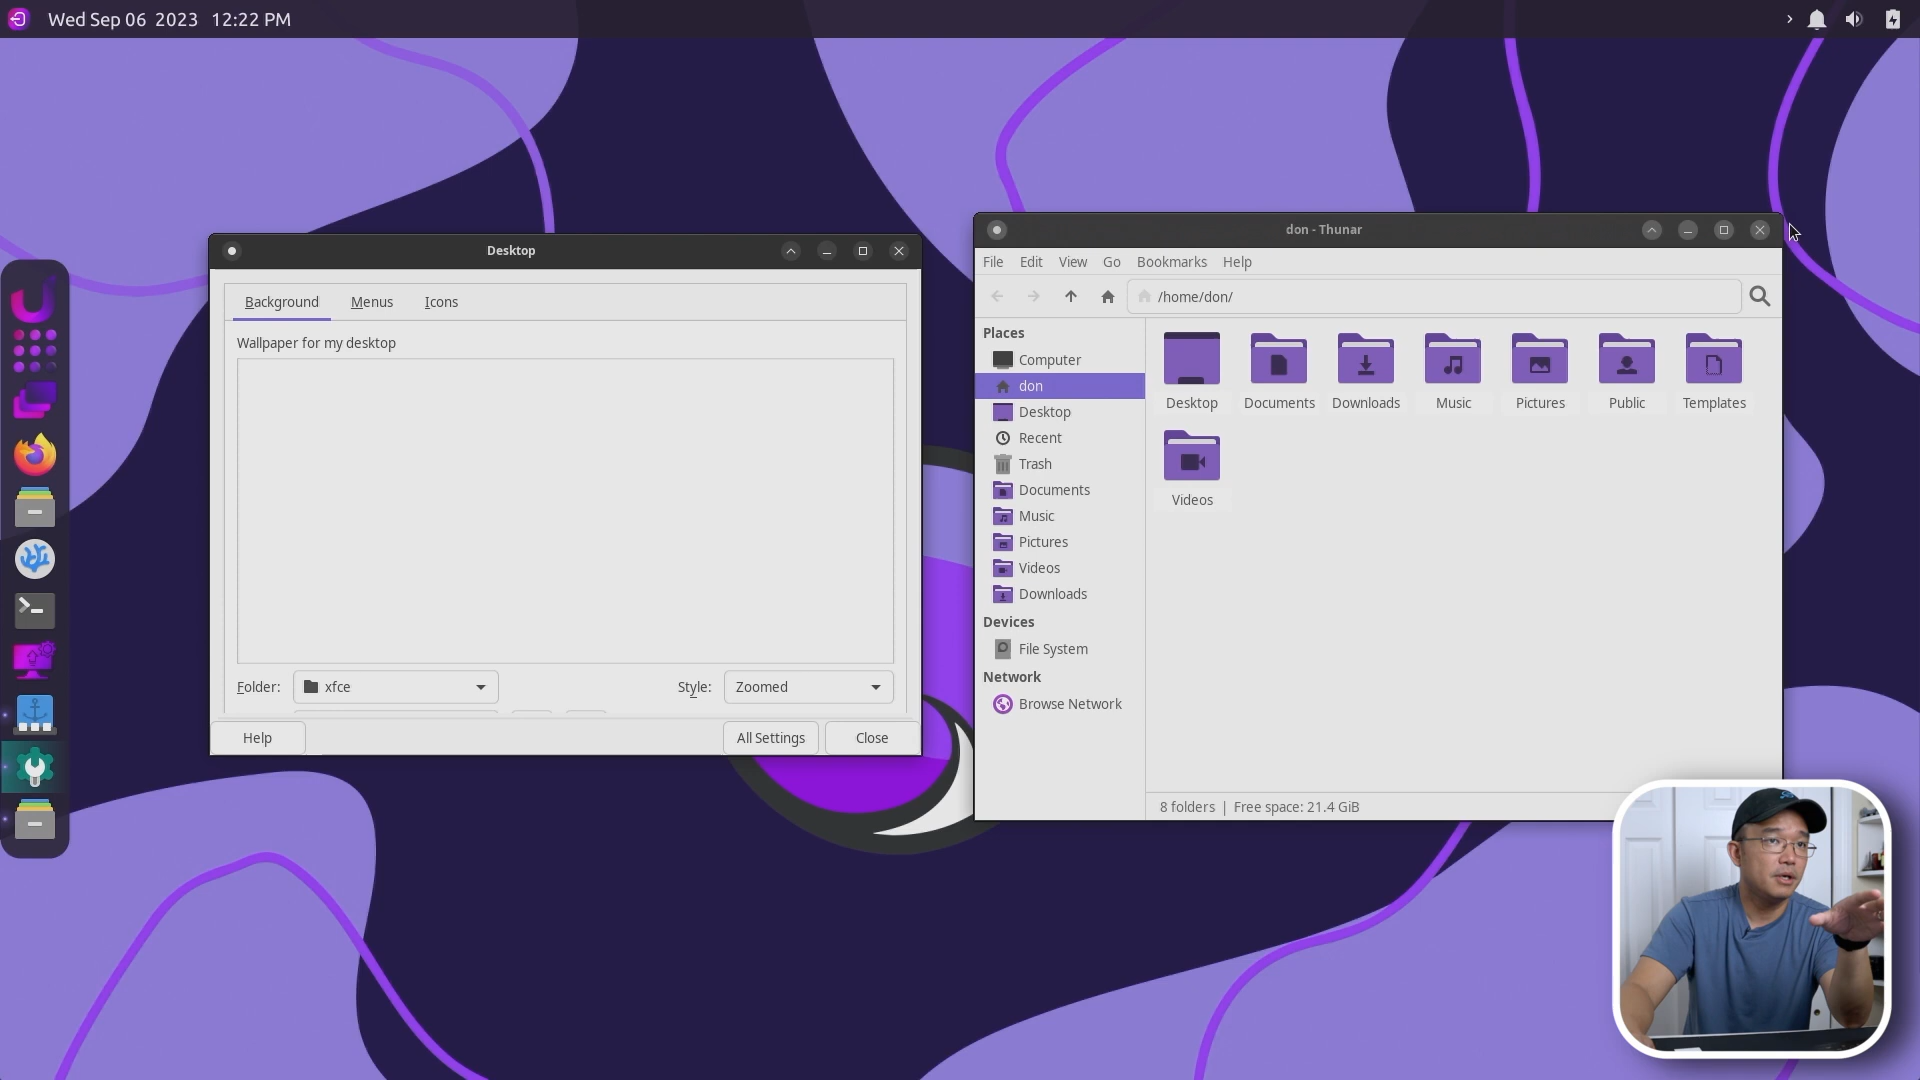 Wed Sep 06 2023 12:22 PM
Desktop
Background Menus Icons
Wallpaper for my desktop
Folder: xfce Style: Zoomed
Help All Settings Close
don - Thunar
File Edit View Go Bookmarks Help
/home/don/
Places
Computer
don
Desktop
Recent
Trash
Documents
Music
Pictures
Videos
Downloads
Devices
File System
Network
Browse Network
Desktop Documents Downloads Music Pictures Public Templates
Videos
8 folders | Free space: 21.4 GiB